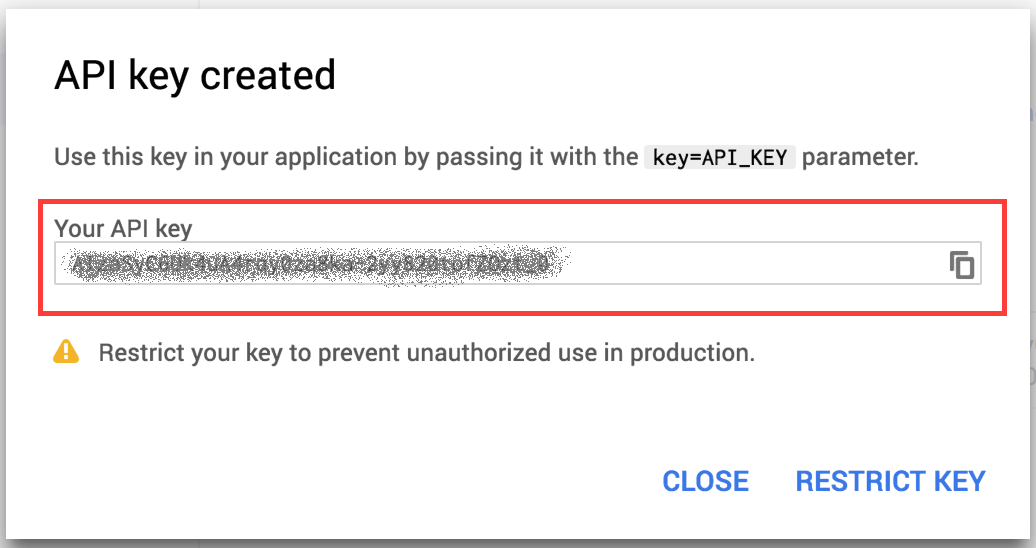 API key created
Use this key in your application by passing it with the key=API_KEY parameter.
Your API key
Restrict your key to prevent unauthorized use in production.
CLOSE
RESTRICT KEY